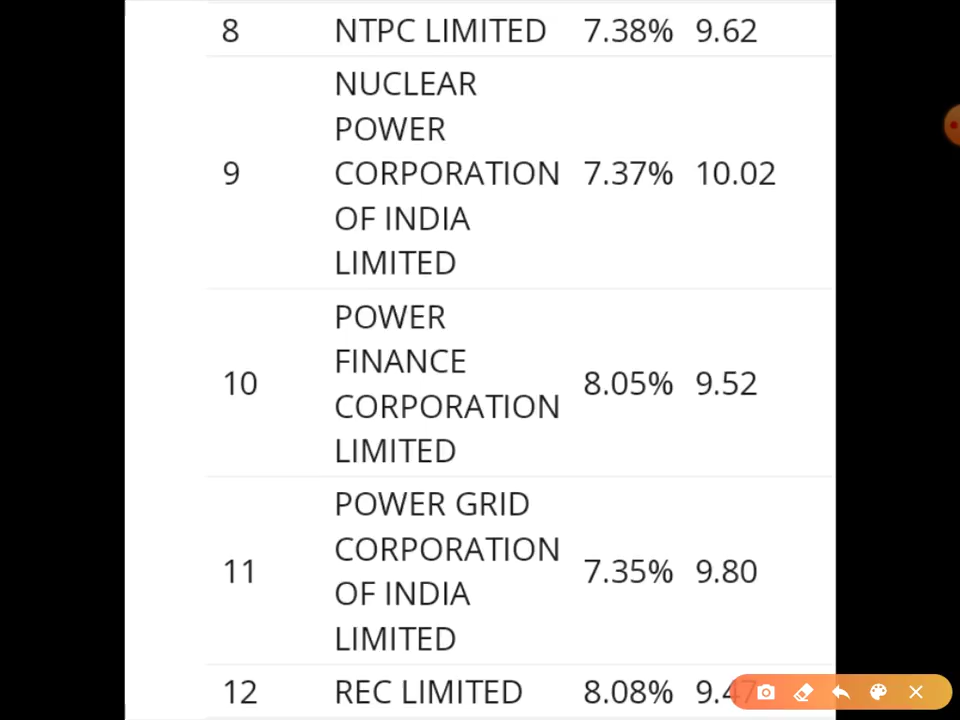 8 NTPC LIMITED 7.38% 9.62
NUCLEAR
POWER
9 CORPORATION 7.37% 10.02
OF INDIA
LIMITED
POWER
FINANCE
10 8.05% 9.52
CORPORATION
LIMITED
POWER GRID
CORPORATION
11 7.35% 9.80
OF INDIA
LIMITED
12 REC LIMITED 8.08% 9.47